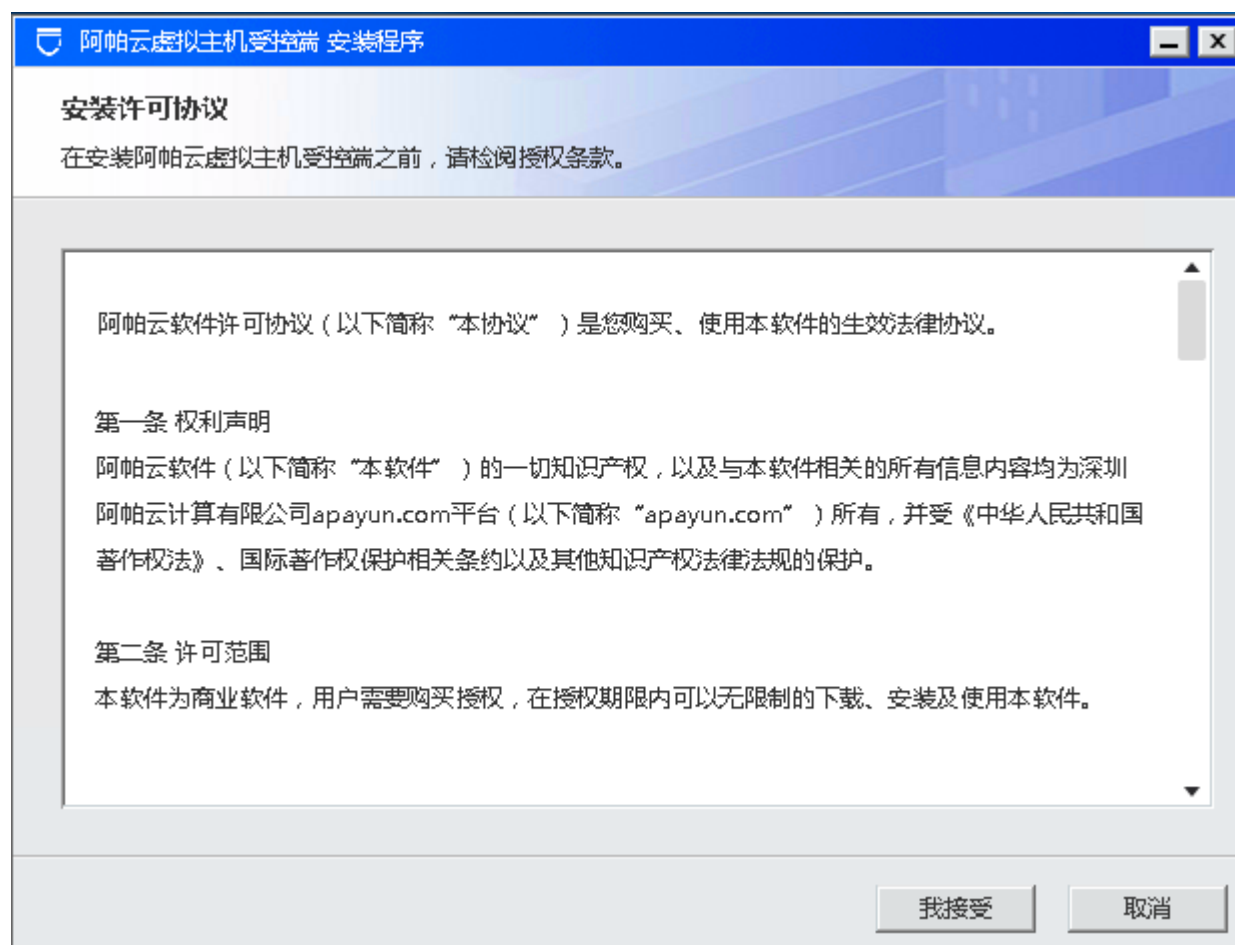 阿帕云虚拟主机受控端 安装程序
安装许可协议
在安装阿帕云虚拟主机受控端之前，请检阅授权条款。
阿帕云软件许可协议（以下简称“本协议”）是您购买、使用本软件的生效法律协议。
第一条 权利声明
阿帕云软件（以下简称“本软件”）的一切知识产权，以及与本软件相关的所有信息内容均为深圳
阿帕云计算有限公司apayun.com平台（以下简称“apayun.com”）所有，并受《中华人民共和国
著作权法》、国际著作权保护相关条约以及其他知识产权法律法规的保护。
第二条 许可范围
本软件为商业软件，用户需要购买授权，在授权期限内可以无限制的下载、安装及使用本软件。
我接受
取消